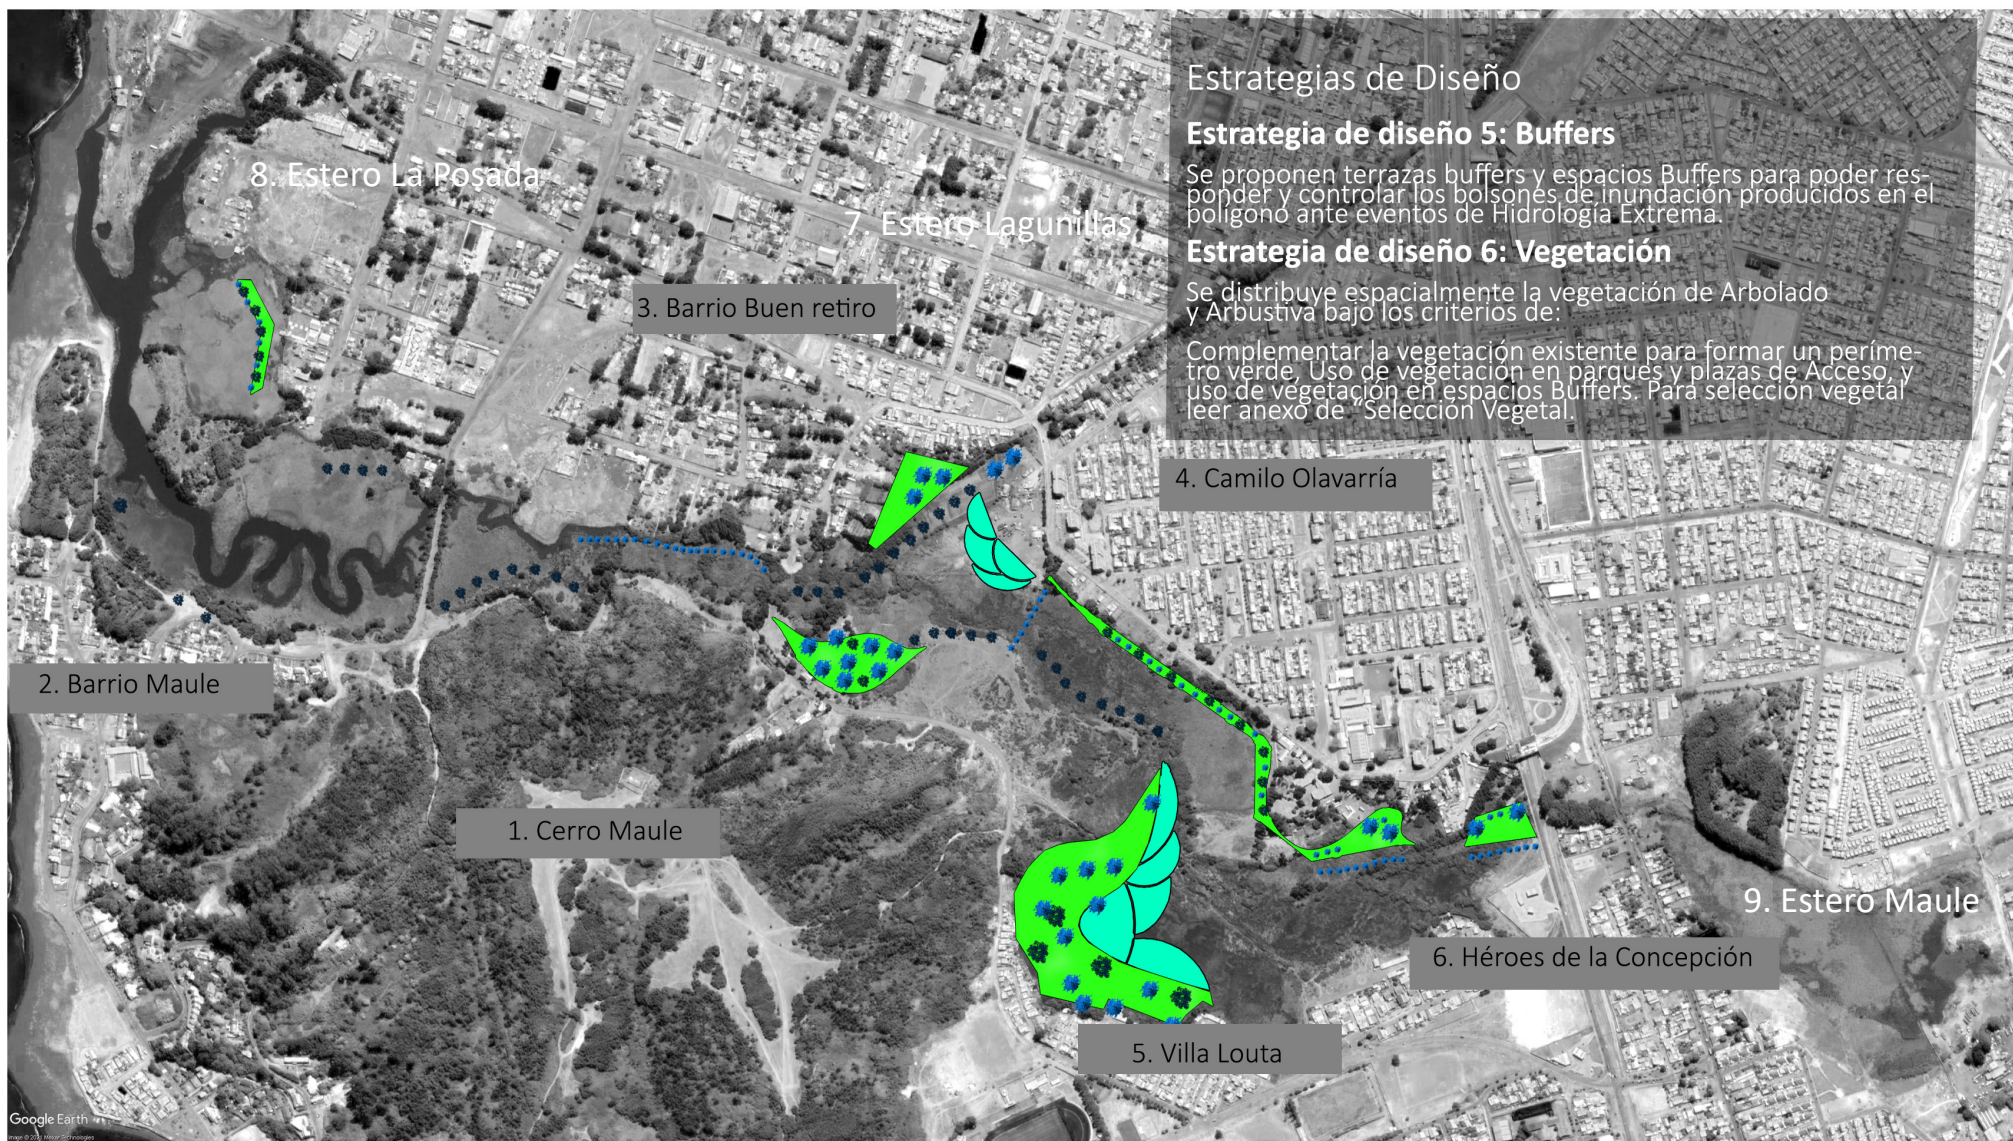 Estrategias de Diseño
Estrategia de diseño 5: Buffers
Se proponen terrazas buffers y espacios Buffers para poder res-
ponder y controlar los bolsones de inundación producidos en el
polígono ante eventos de Hidrología Extrema.
Estrategia de diseño 6: Vegetación
Se distribuye espacialmente la vegetación de Arbolado
y Arbustiva bajo los criterios de:
Complementar la vegetación existente para formar un períme-
tro verde, Uso de vegetación en parques y plazas de Acceso, y
uso de vegetación en espacios Buffers. Para selección vegetal
leer anexo de "Selección Vegetal.
8. Estero La Posada
7. Estero Lagunillas
3. Barrio Buen retiro
4. Camilo Olavarría
2. Barrio Maule
1. Cerro Maule
9. Estero Maule
6. Héroes de la Concepción
5. Villa Louta
Google Earth